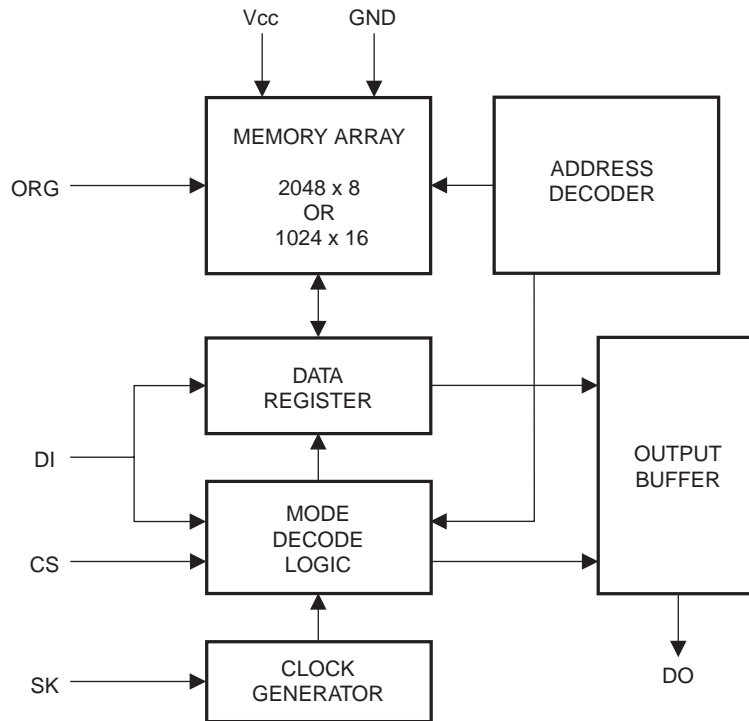 Vcc
GND
MEMORY ARRAY
2048 x 8
OR
1024 x 16
ADDRESS
DECODER
ORG
DATA
REGISTER
DI
OUTPUT
BUFFER
MODE
DECODE
LOGIC
CS
CLOCK
GENERATOR
SK
DO